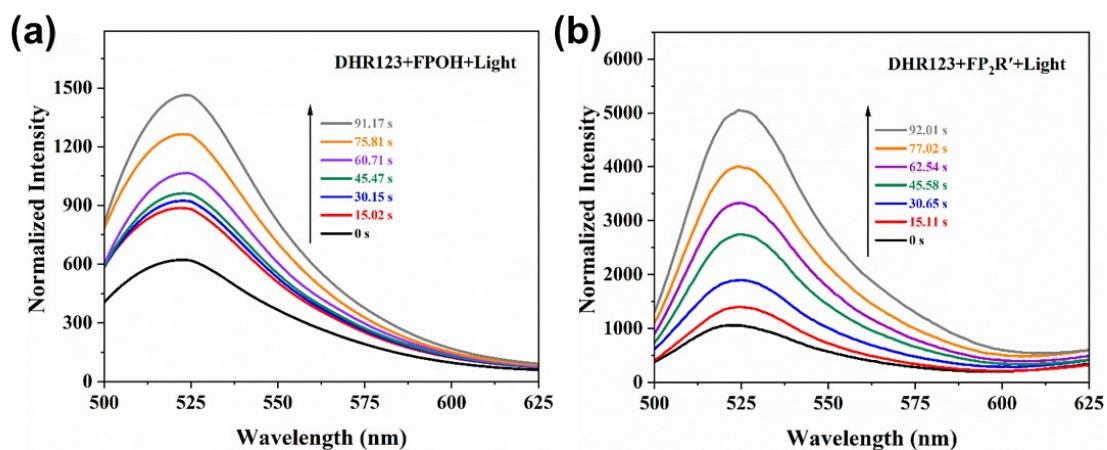 (a)
DHR123+FPOH+Light
1500
1200
900
600
300
0
Normalized Intensity
91.17 s
75.81 s
60.71 s
45.47 s
30.15 s
15.02 s
0 s
500 525 550 575 600 625
Wavelength (nm)
(b)
DHR123+FP₂R′+Light
6000
5000
4000
3000
2000
1000
0
Normalized Intensity
92.01 s
77.02 s
62.54 s
45.58 s
30.65 s
15.11 s
0 s
500 525 550 575 600 625
Wavelength (nm)